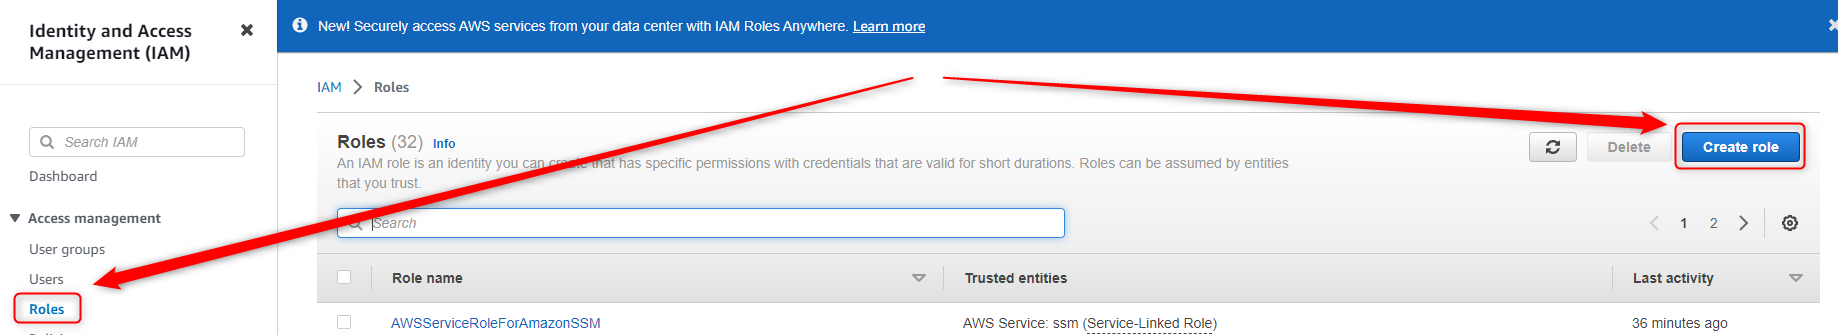 Identity and Access
Management (IAM)
Search IAM
Dashboard
Access management
User groups
Users
Roles
New! Securely access AWS services from your data center with IAM Roles Anywhere. Learn more
IAM > Roles
Roles (32) Info
An IAM role is an identity you can create that has specific permissions with credentials that are valid for short durations. Roles can be assumed by entities
that you trust.
Delete
Create role
Search
1 2
Role name Trusted entities Last activity
AWSServiceRoleForAmazonSSM AWS Service: ssm (Service-Linked Role) 36 minutes ago